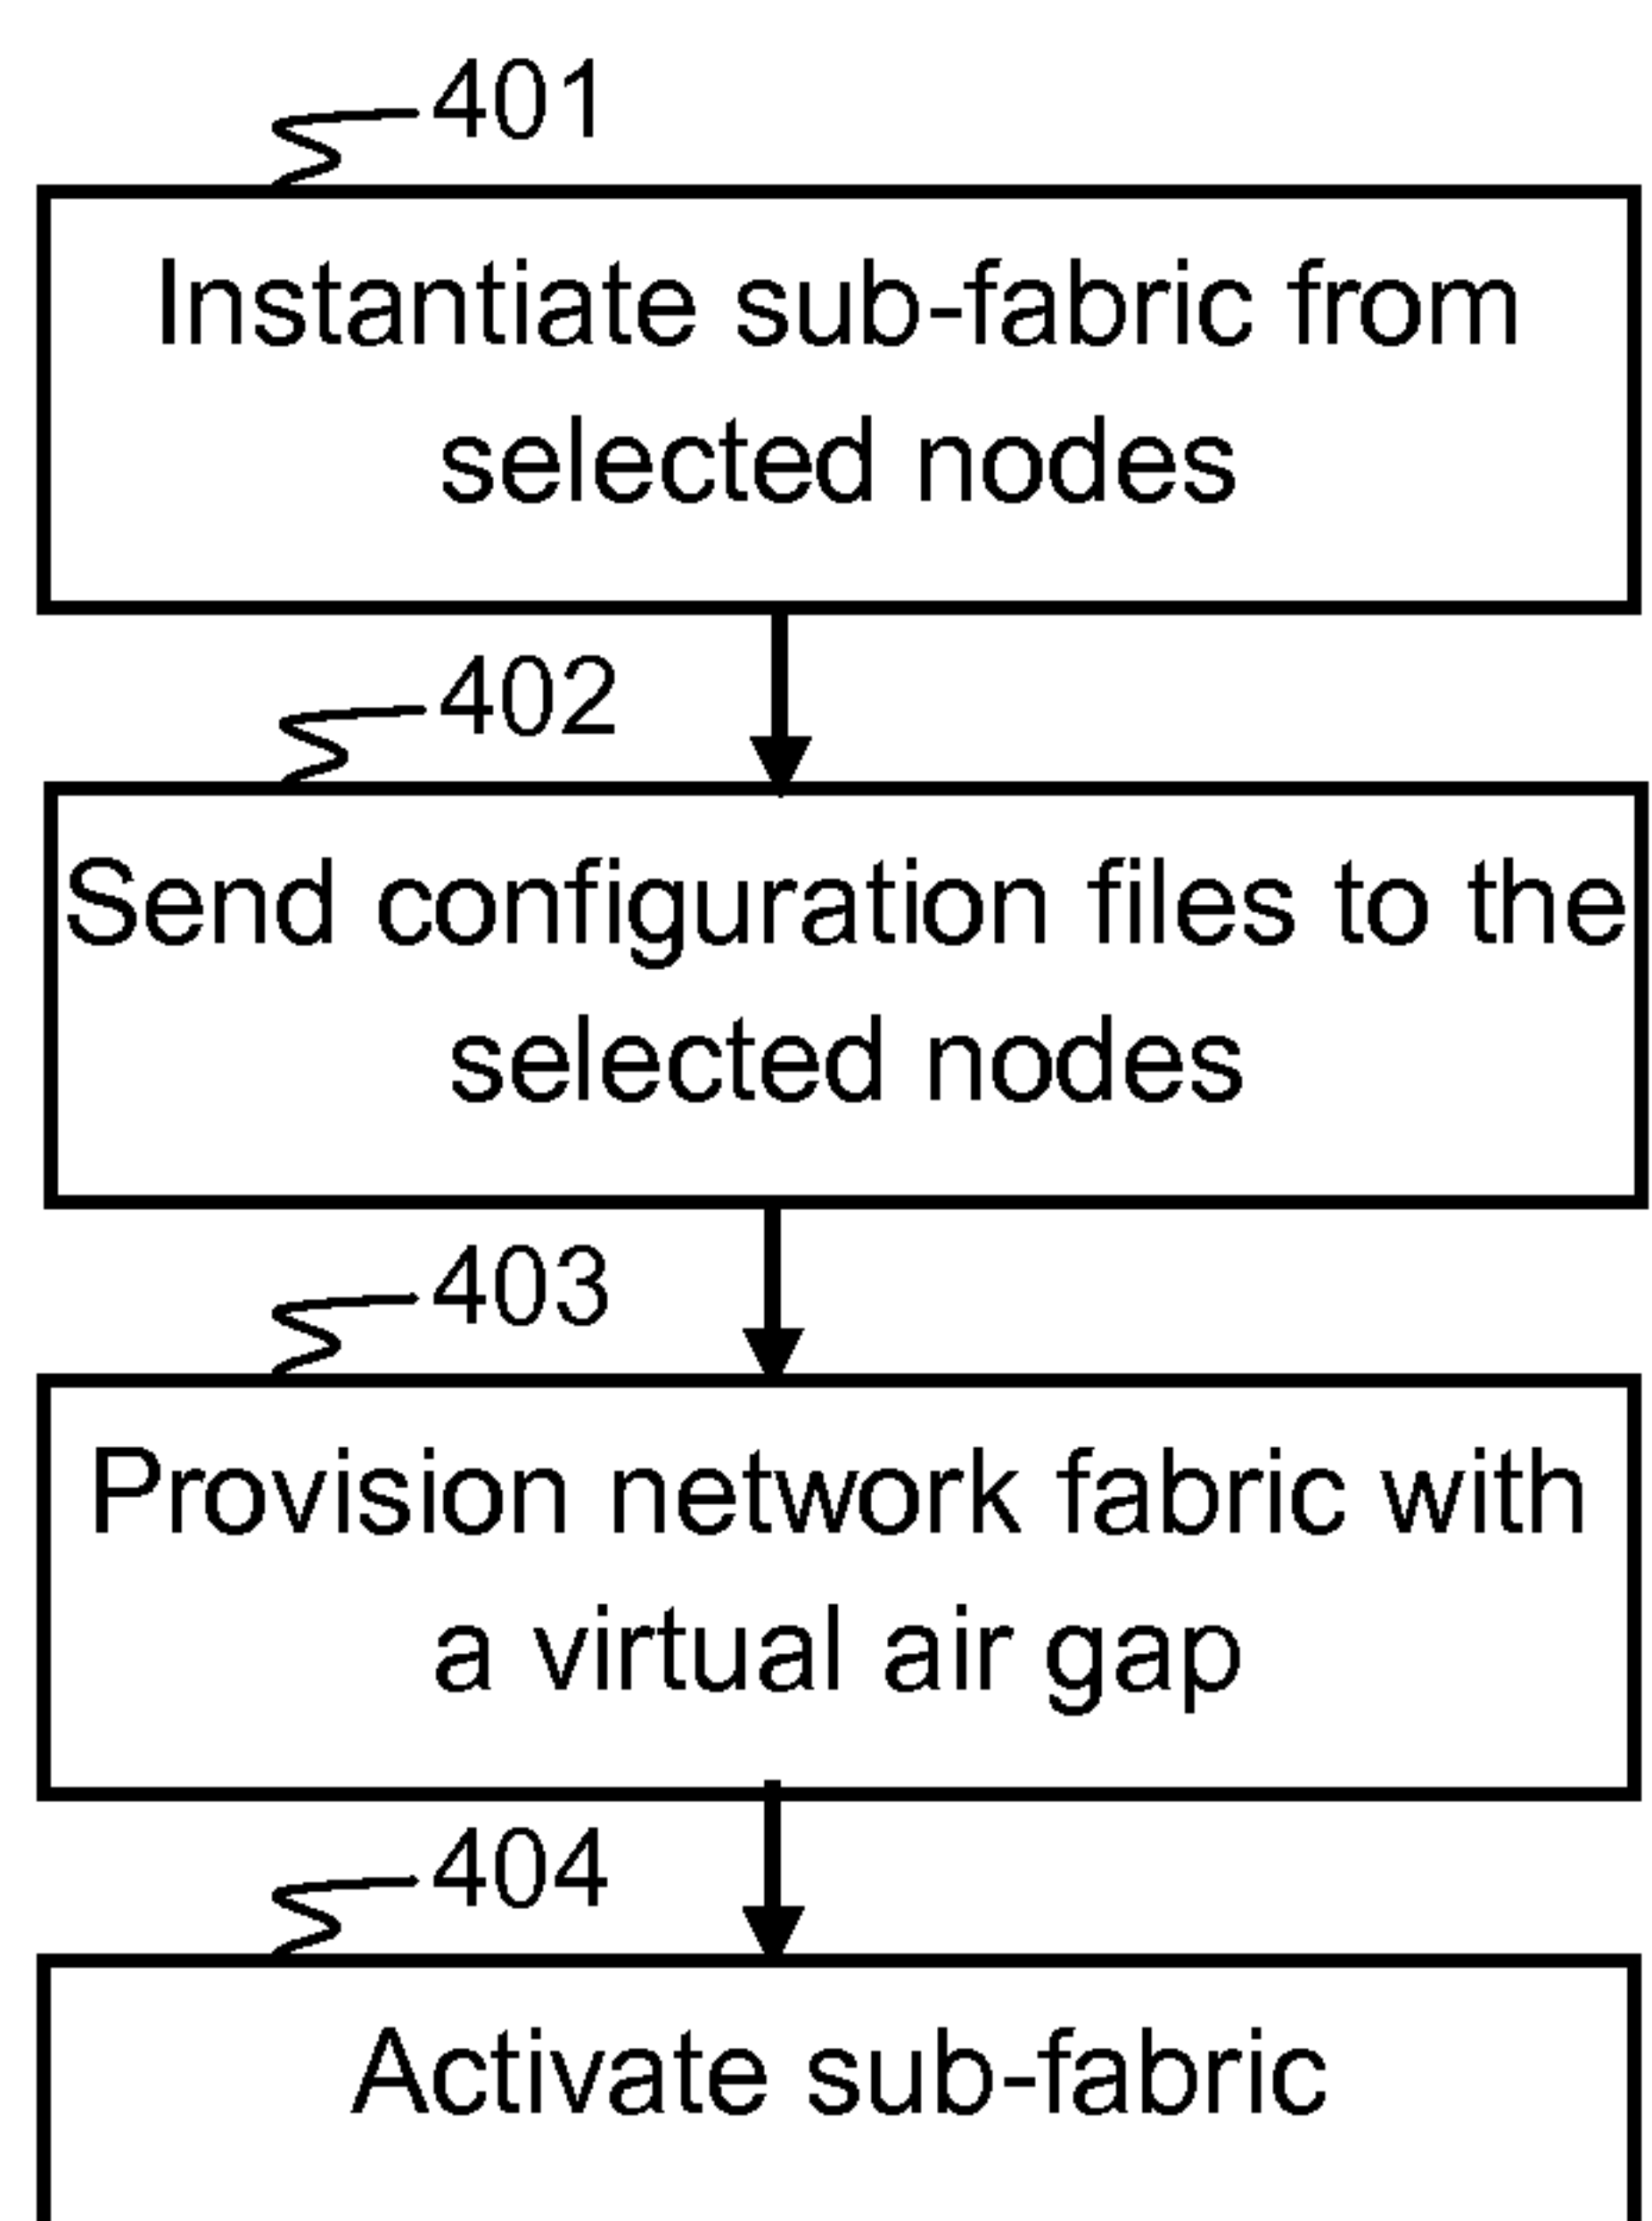 401
Instantiate sub-fabric from
selected nodes
402
Send configuration files to the
selected nodes
403
Provision network fabric with
a virtual air gap
404
Activate sub-fabric